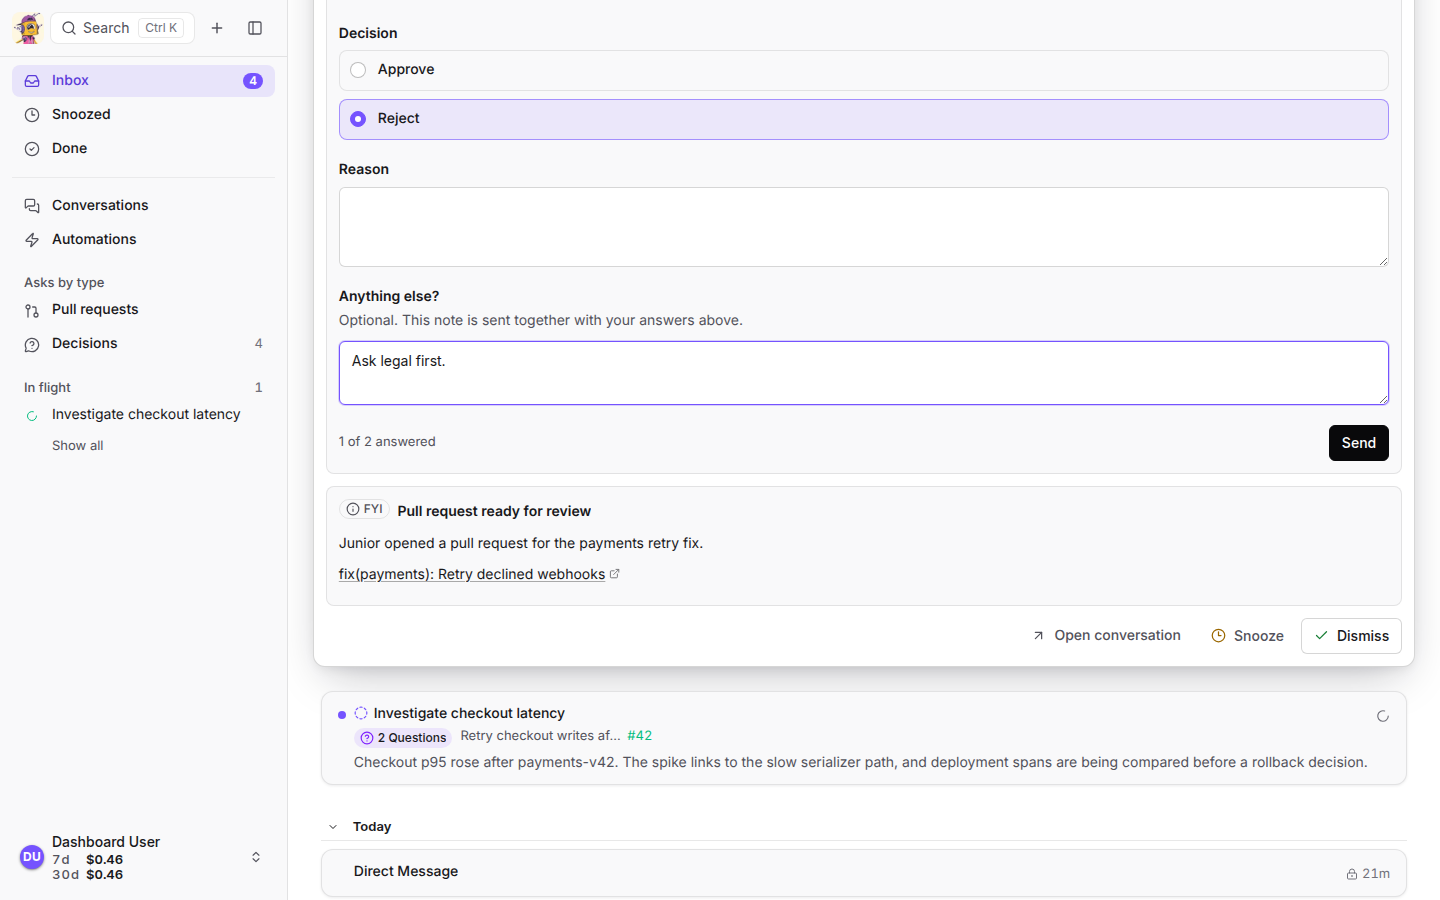 Search Ctrl K
Inbox 4
Snoozed
Done
Conversations
Automations
Asks by type
Pull requests
Decisions 4
In flight 1
Investigate checkout latency
Show all
DU
Dashboard User
7d $0.46
30d $0.46
Decision
Approve
Reject
Reason
Anything else?
Optional. This note is sent together with your answers above.
Ask legal first.
1 of 2 answered
Send
FYI Pull request ready for review
Junior opened a pull request for the payments retry fix.
fix(payments): Retry declined webhooks
Open conversation Snooze Dismiss
Investigate checkout latency
2 Questions Retry checkout writes af... #42
Checkout p95 rose after payments-v42. The spike links to the slow serializer path, and deployment spans are being compared before a rollback decision.
Today
Direct Message 21m